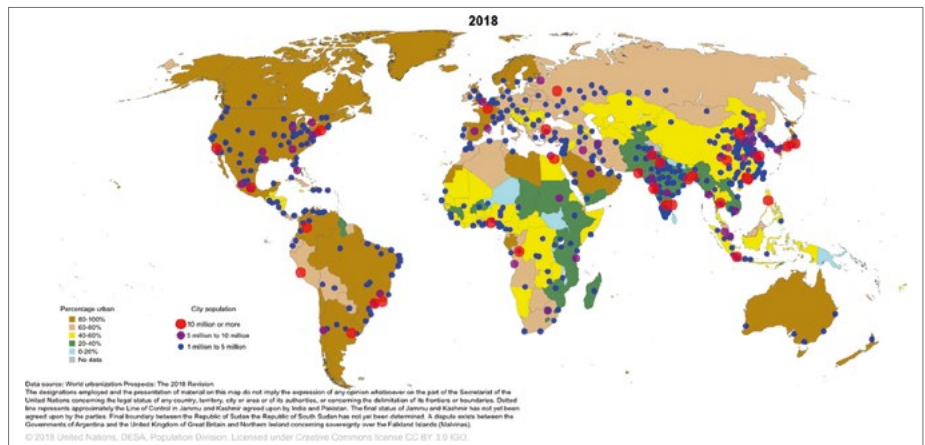 2018
Percentage urban
80-100%
60-80%
40-60%
20-40%
0-20%
No data
City population
10 million or more
5 million to 10 million
1 million to 5 million
Data source: World Urbanization Prospects: The 2018 Revision
The designations employed and the presentation of material on this map do not imply the expression of any opinion whatsoever on the part of the Secretariat of the
United Nations concerning the legal status of any country, territory, city or area or of its authorities, or concerning the delimitation of its frontiers or boundaries. Dotted
line represents approximately the Line of Control in Jammu and Kashmir agreed upon by India and Pakistan. The final status of Jammu and Kashmir has not yet been
agreed upon by the parties. Final boundary between the Republic of Sudan the Republic of South Sudan has not yet been determined. A dispute exists between the
Governments of Argentina and the United Kingdom of Great Britain and Northern Ireland concerning sovereignty over the Falkland Islands (Malvinas).
© 2018 United Nations, DESA, Population Division. Licensed under Creative Commons license CC BY 3.0 IGO.